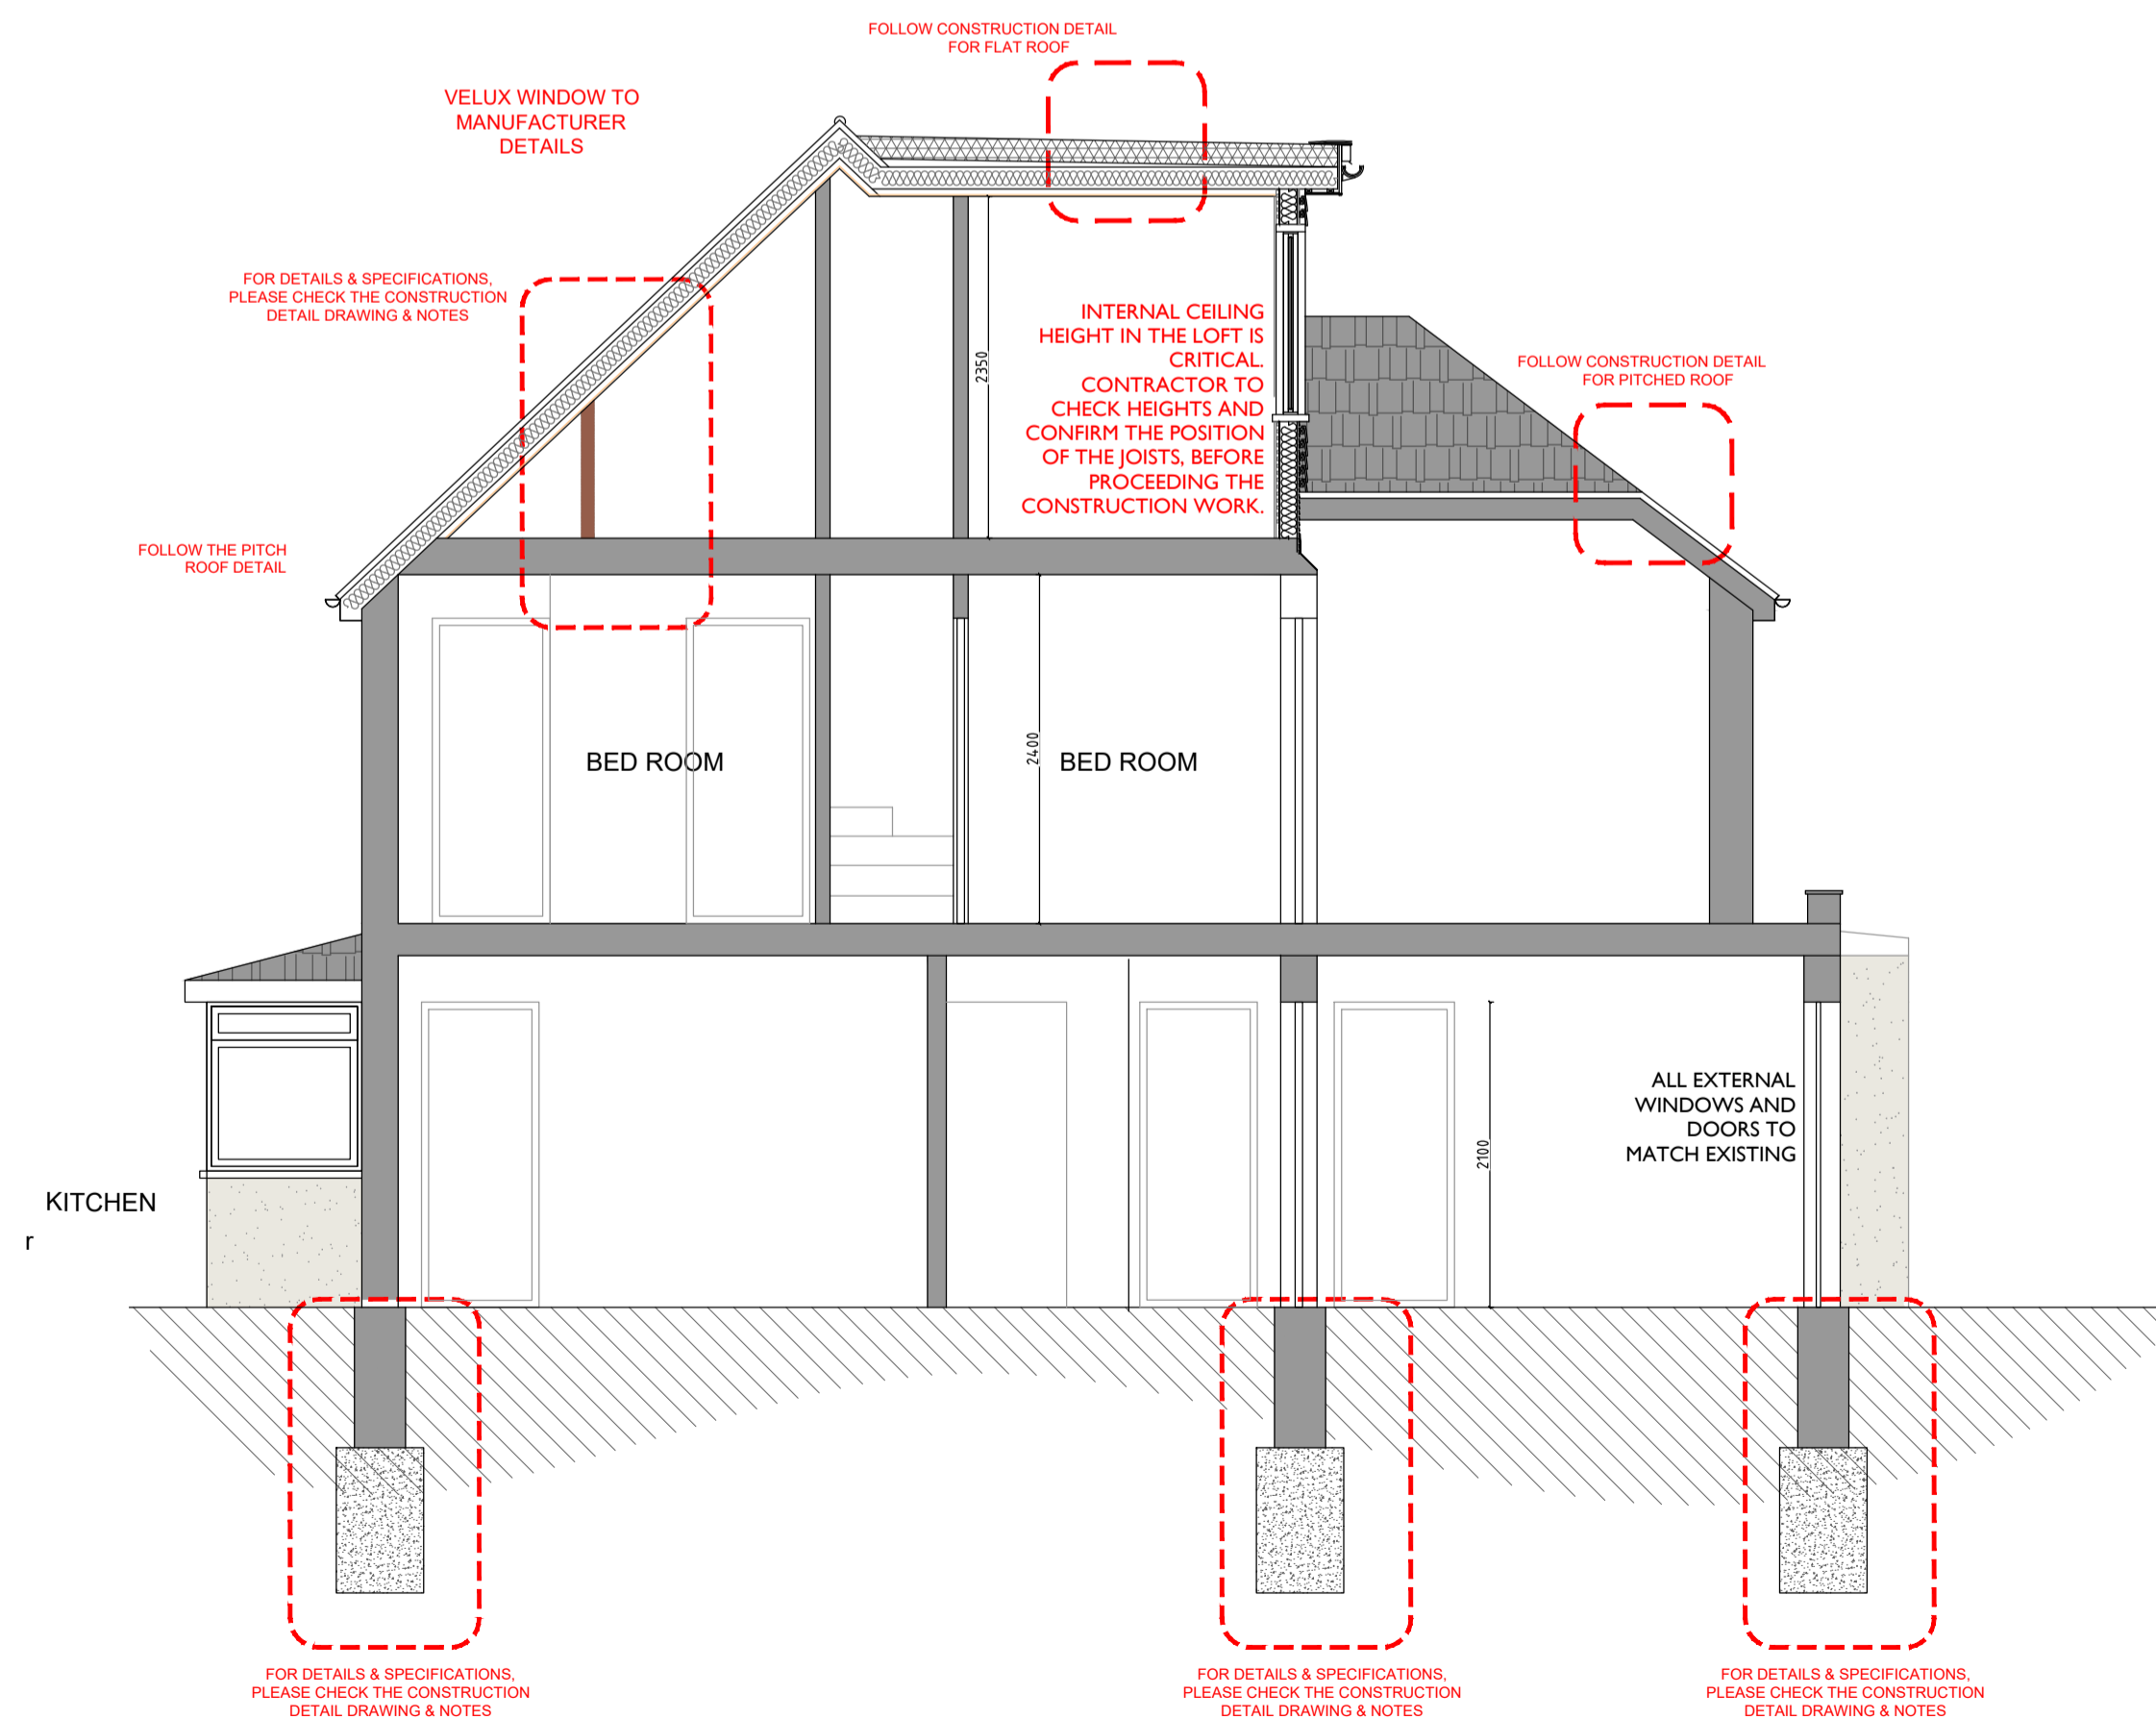 FOLLOW CONSTRUCTION DETAIL
FOR FLAT ROOF
VELUX WINDOW TO
MANUFACTURER
DETAILS
FOR DETAILS & SPECIFICATIONS,
PLEASE CHECK THE CONSTRUCTION
DETAIL DRAWING & NOTES
INTERNAL CEILING
HEIGHT IN THE LOFT IS
CRITICAL.
CONTRACTOR TO
CHECK HEIGHTS AND
CONFIRM THE POSITION
OF THE JOISTS, BEFORE
PROCEEDING THE
CONSTRUCTION WORK.
2350
FOLLOW CONSTRUCTION DETAIL
FOR PITCHED ROOF
FOLLOW THE PITCH
ROOF DETAIL
BED ROOM
2400
BED ROOM
ALL EXTERNAL
WINDOWS AND
DOORS TO
MATCH EXISTING
2100
KITCHEN
r
FOR DETAILS & SPECIFICATIONS,
PLEASE CHECK THE CONSTRUCTION
DETAIL DRAWING & NOTES
FOR DETAILS & SPECIFICATIONS,
PLEASE CHECK THE CONSTRUCTION
DETAIL DRAWING & NOTES
FOR DETAILS & SPECIFICATIONS,
PLEASE CHECK THE CONSTRUCTION
DETAIL DRAWING & NOTES